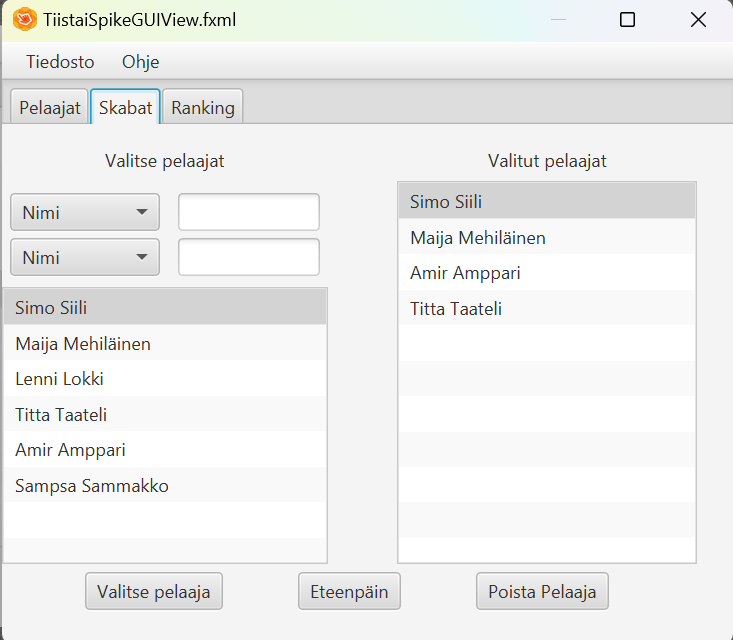 TiistaiSpikeGUIView.fxml
Tiedosto Ohje
Pelaajat Skabat Ranking
Valitse pelaajat
Nimi
Nimi
Simo Siili
Maija Mehiläinen
Lenni Lokki
Titta Taateli
Amir Amppari
Sampsa Sammakko
Valitut pelaajat
Simo Siili
Maija Mehiläinen
Amir Amppari
Titta Taateli
Valitse pelaaja Eteenpäin Poista Pelaaja